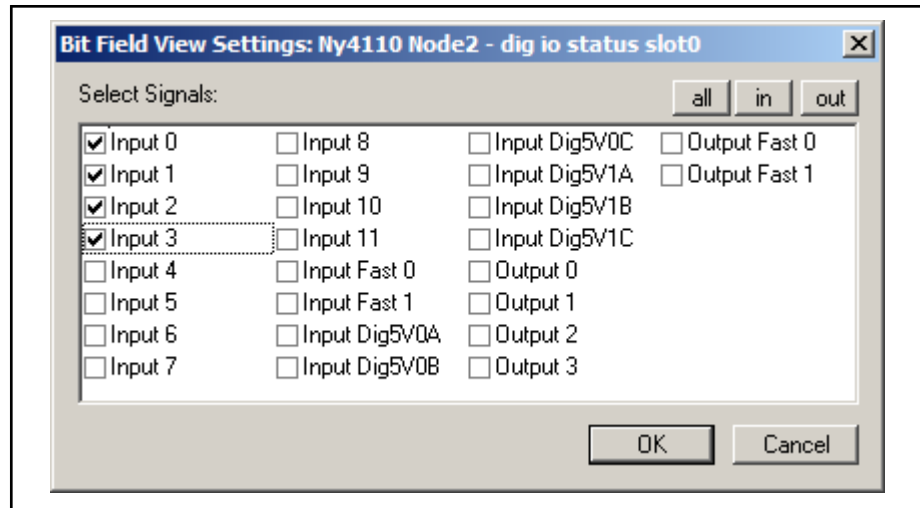 Bit Field View Settings: Ny4110 Node2 - dig io status slot0
Select Signals:
all in out
Input 0 Input 8 Input Dig5V0C Output Fast 0
Input 1 Input 9 Input Dig5V1A Output Fast 1
Input 2 Input 10 Input Dig5V1B
Input 3 Input 11 Input Dig5V1C
Input 4 Input Fast 0 Output 0
Input 5 Input Fast 1 Output 1
Input 6 Input Dig5V0A Output 2
Input 7 Input Dig5V0B Output 3
OK Cancel